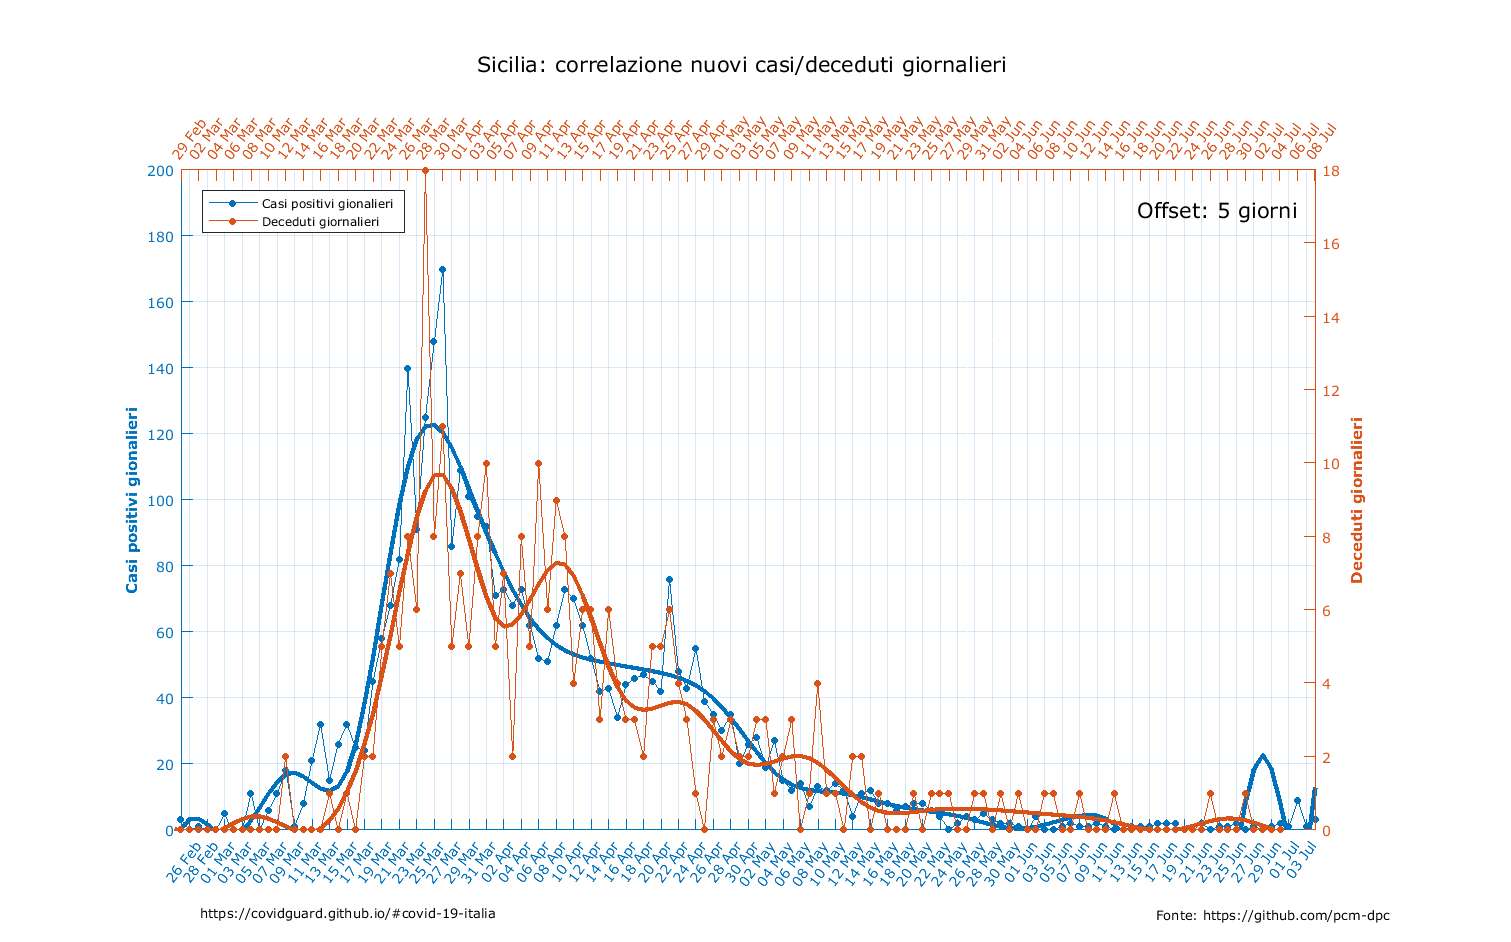 Sicilia: correlazione nuovi casi/deceduti giornalieri
29 Feb
02 Mar
04 Mar
06 Mar
08 Mar
10 Mar
12 Mar
14 Mar
16 Mar
18 Mar
20 Mar
22 Mar
24 Mar
26 Mar
28 Mar
30 Mar
01 Apr
03 Apr
05 Apr
07 Apr
09 Apr
11 Apr
13 Apr
15 Apr
17 Apr
19 Apr
21 Apr
23 Apr
25 Apr
27 Apr
29 Apr
01 May
03 May
05 May
07 May
09 May
11 May
13 May
15 May
17 May
19 May
21 May
23 May
25 May
27 May
29 May
31 May
02 Jun
04 Jun
06 Jun
08 Jun
10 Jun
12 Jun
14 Jun
16 Jun
18 Jun
20 Jun
22 Jun
24 Jun
26 Jun
28 Jun
30 Jun
02 Jul
04 Jul
06 Jul
08 Jul
200
180
160
140
120
100
80
60
40
20
0
Casi positivi gionalieri
Casi positivi gionalieri
Deceduti giornalieri
Offset: 5 giorni
18
16
14
12
10
8
6
4
2
0
Deceduti giornalieri
26 Feb
28 Feb
01 Mar
03 Mar
05 Mar
07 Mar
09 Mar
11 Mar
13 Mar
15 Mar
17 Mar
19 Mar
21 Mar
23 Mar
25 Mar
27 Mar
29 Mar
31 Mar
02 Apr
04 Apr
06 Apr
08 Apr
10 Apr
12 Apr
14 Apr
16 Apr
18 Apr
20 Apr
22 Apr
24 Apr
26 Apr
28 Apr
30 Apr
02 May
04 May
06 May
08 May
10 May
12 May
14 May
16 May
18 May
20 May
22 May
24 May
26 May
28 May
30 May
01 Jun
03 Jun
05 Jun
07 Jun
09 Jun
11 Jun
13 Jun
15 Jun
17 Jun
19 Jun
21 Jun
23 Jun
25 Jun
27 Jun
29 Jun
01 Jul
03 Jul
https://covidguard.github.io/#covid-19-italia
Fonte: https://github.com/pcm-dpc